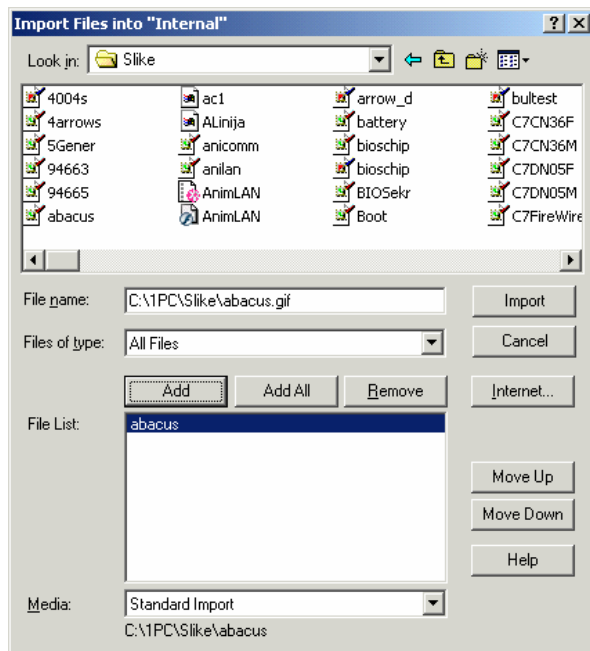 Import Files into "Internal"
Look in: Slike
4004s ac1 arrow_d bultest
4arrows ALinija battery C7CN36F
5Gener anicomm bioschip C7CN36M
94663 anilan bioschip C7DN05F
94665 AnimLAN BIOSekr C7DN05M
abacus AnimLAN Boot C7FireWire
File name: C:\1PC\Slike\abacus.gif Import
Files of type: All Files Cancel
Add Add All Remove Internet...
File List: abacus
Move Up
Move Down
Help
Media: Standard Import
C:\1PC\Slike\abacus